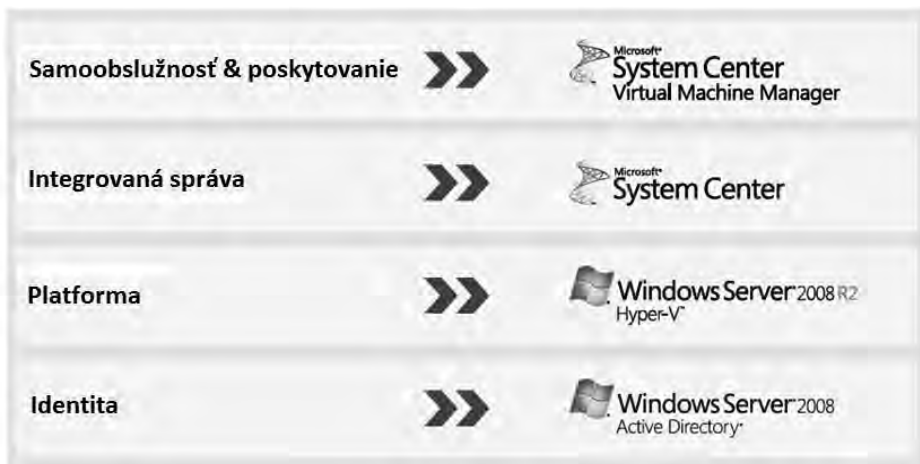 Samoobslužnosť & poskytovanie
Microsoft®
System Center
Virtual Machine Manager
Integrovaná správa
Microsoft®
System Center
Platforma
Windows Server® 2008 R2
Hyper-V™
Identita
Windows Server® 2008
Active Directory®